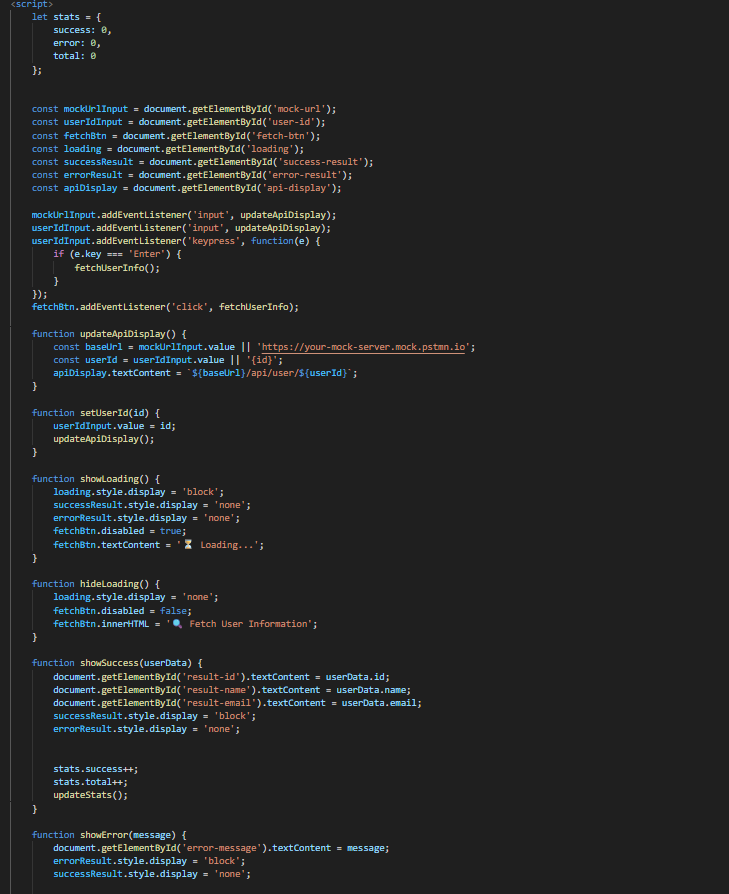 <script>
let stats = {
success: 0,
error: 0,
total: 0
};
const mockUrlInput = document.getElementById('mock-url');
const userIdInput = document.getElementById('user-id');
const fetchBtn = document.getElementById('fetch-btn');
const loading = document.getElementById('loading');
const successResult = document.getElementById('success-result');
const errorResult = document.getElementById('error-result');
const apiDisplay = document.getElementById('api-display');
mockUrlInput.addEventListener('input', updateApiDisplay);
userIdInput.addEventListener('input', updateApiDisplay);
userIdInput.addEventListener('keypress', function(e) {
if (e.key === 'Enter') {
fetchUserInfo();
}
});
fetchBtn.addEventListener('click', fetchUserInfo);
function updateApiDisplay() {
const baseUrl = mockUrlInput.value || 'https://your-mock-server.mock.pstmn.io';
const userId = userIdInput.value || '{id}';
apiDisplay.textContent = `${baseUrl}/api/user/${userId}`;
}
function setUserId(id) {
userIdInput.value = id;
updateApiDisplay();
}
function showLoading() {
loading.style.display = 'block';
successResult.style.display = 'none';
errorResult.style.display = 'none';
fetchBtn.disabled = true;
fetchBtn.textContent = '⏳ Loading...';
}
function hideLoading() {
loading.style.display = 'none';
fetchBtn.disabled = false;
fetchBtn.innerHTML = '🔍 Fetch User Information';
}
function showSuccess(userData) {
document.getElementById('result-id').textContent = userData.id;
document.getElementById('result-name').textContent = userData.name;
document.getElementById('result-email').textContent = userData.email;
successResult.style.display = 'block';
errorResult.style.display = 'none';
stats.success++;
stats.total++;
updateStats();
}
function showError(message) {
document.getElementById('error-message').textContent = message;
errorResult.style.display = 'block';
successResult.style.display = 'none';